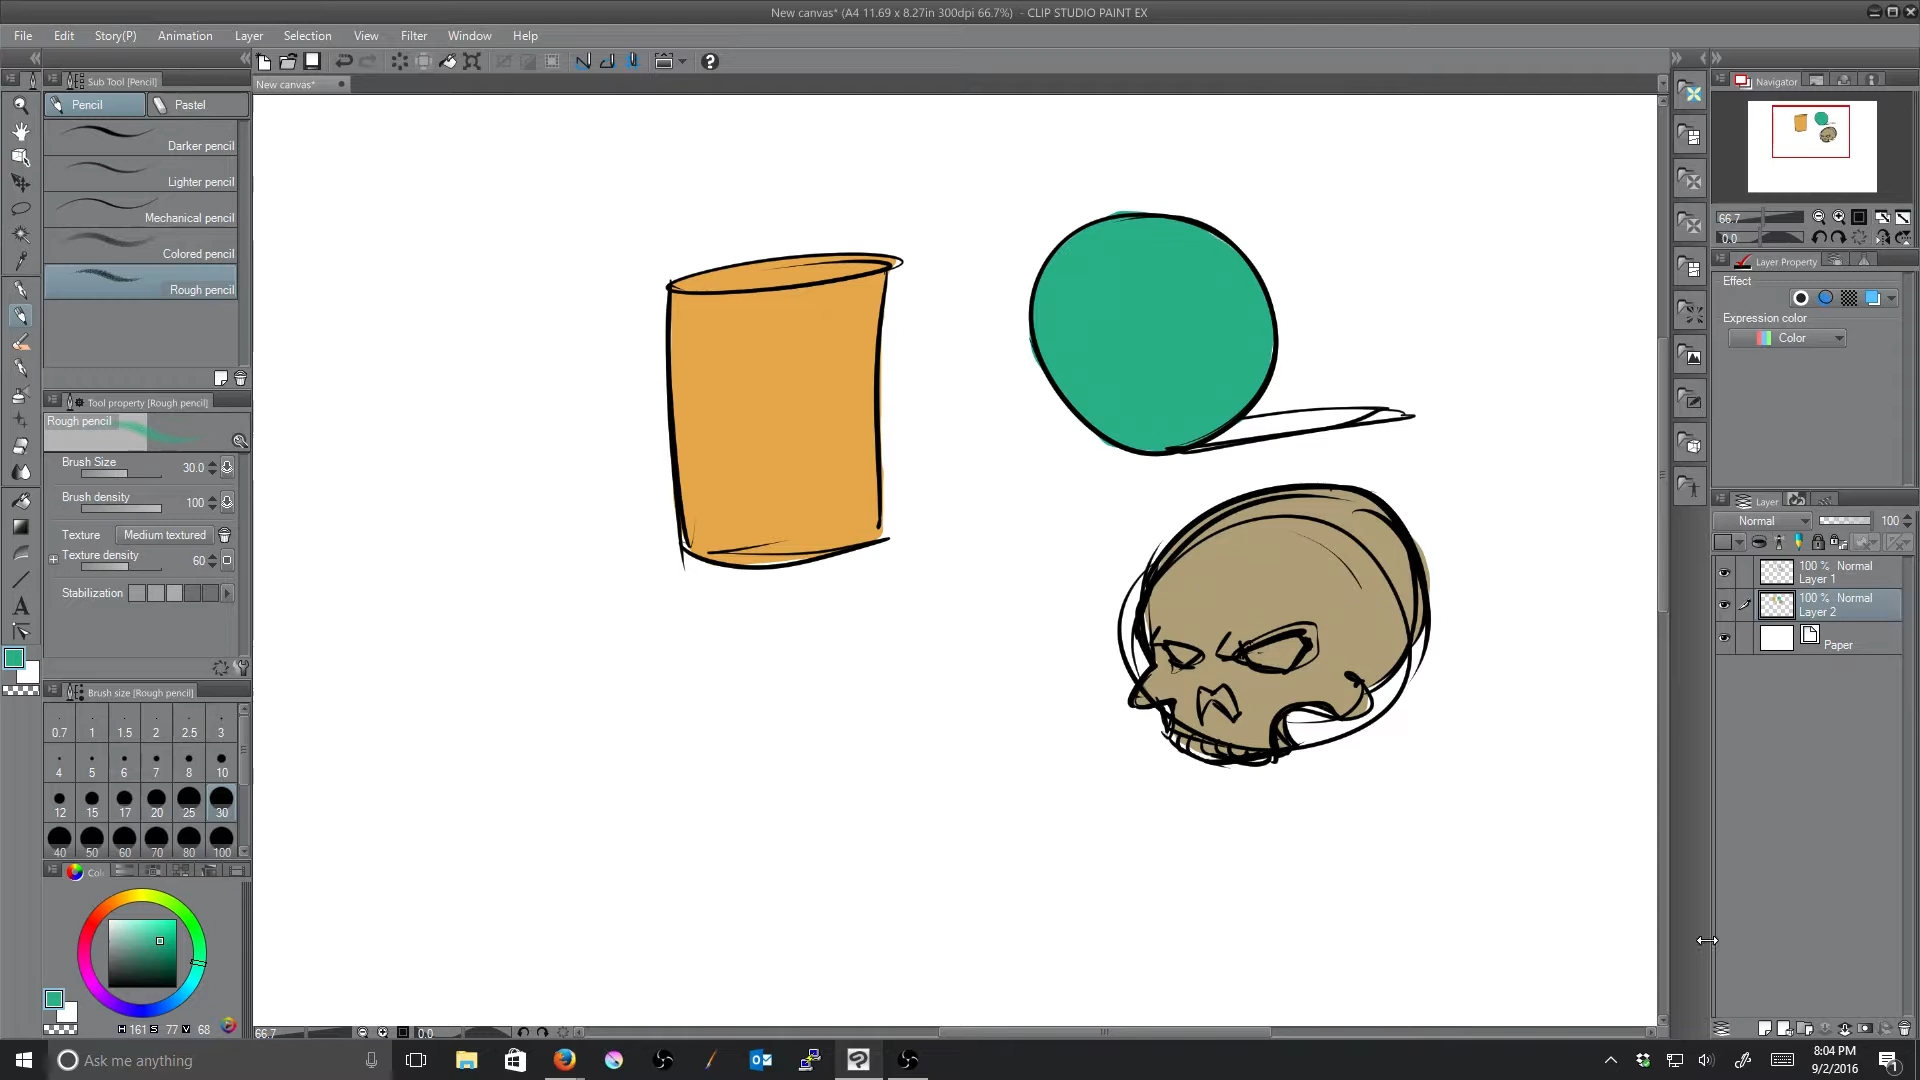 New canvas* (A4 11.69 x 8.27in 300dpi 66.7%) - CLIP STUDIO PAINT EX
File Edit Story(P) Animation Layer Selection View Filter Window Help
Sub Tool [Pencil]
New canvas*
Navigator
Pencil Pastel
Darker pencil
Lighter pencil
Mechanical pencil
Colored pencil
Rough pencil
66.7
0.0
Layer Property
Effect
Expression color
Color
Tool property [Rough pencil]
Rough pencil
Brush Size 30.0
Brush density 100
Texture Medium textured
Texture density 60
Stabilization
Layer
Normal 100
100 % Normal
Layer 1
100 % Normal
Layer 2
Paper
Brush size [Rough pencil]
0.7 1 1.5 2 2.5 3
4 5 6 7 8 10
12 15 17 20 25 30
40 50 60 70 80 100
Col
H 161 S 77 V 68
66.7 0.0
Ask me anything
8:04 PM
9/2/2016
1